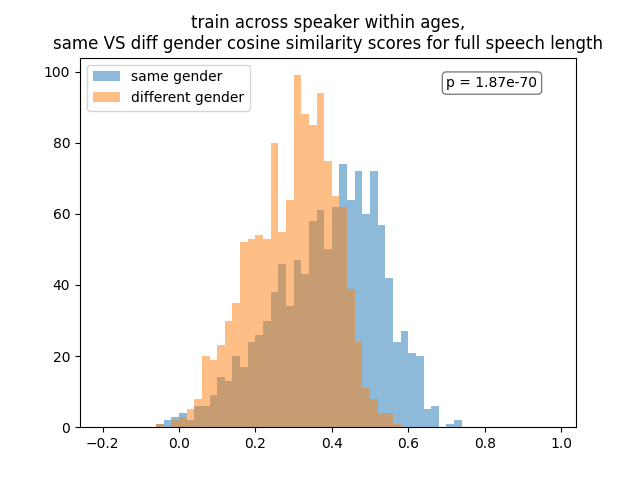 train across speaker within ages,
same VS diff gender cosine similarity scores for full speech length
same gender
different gender
p = 1.87e-70
100
80
60
40
20
0
−0.2 0.0 0.2 0.4 0.6 0.8 1.0